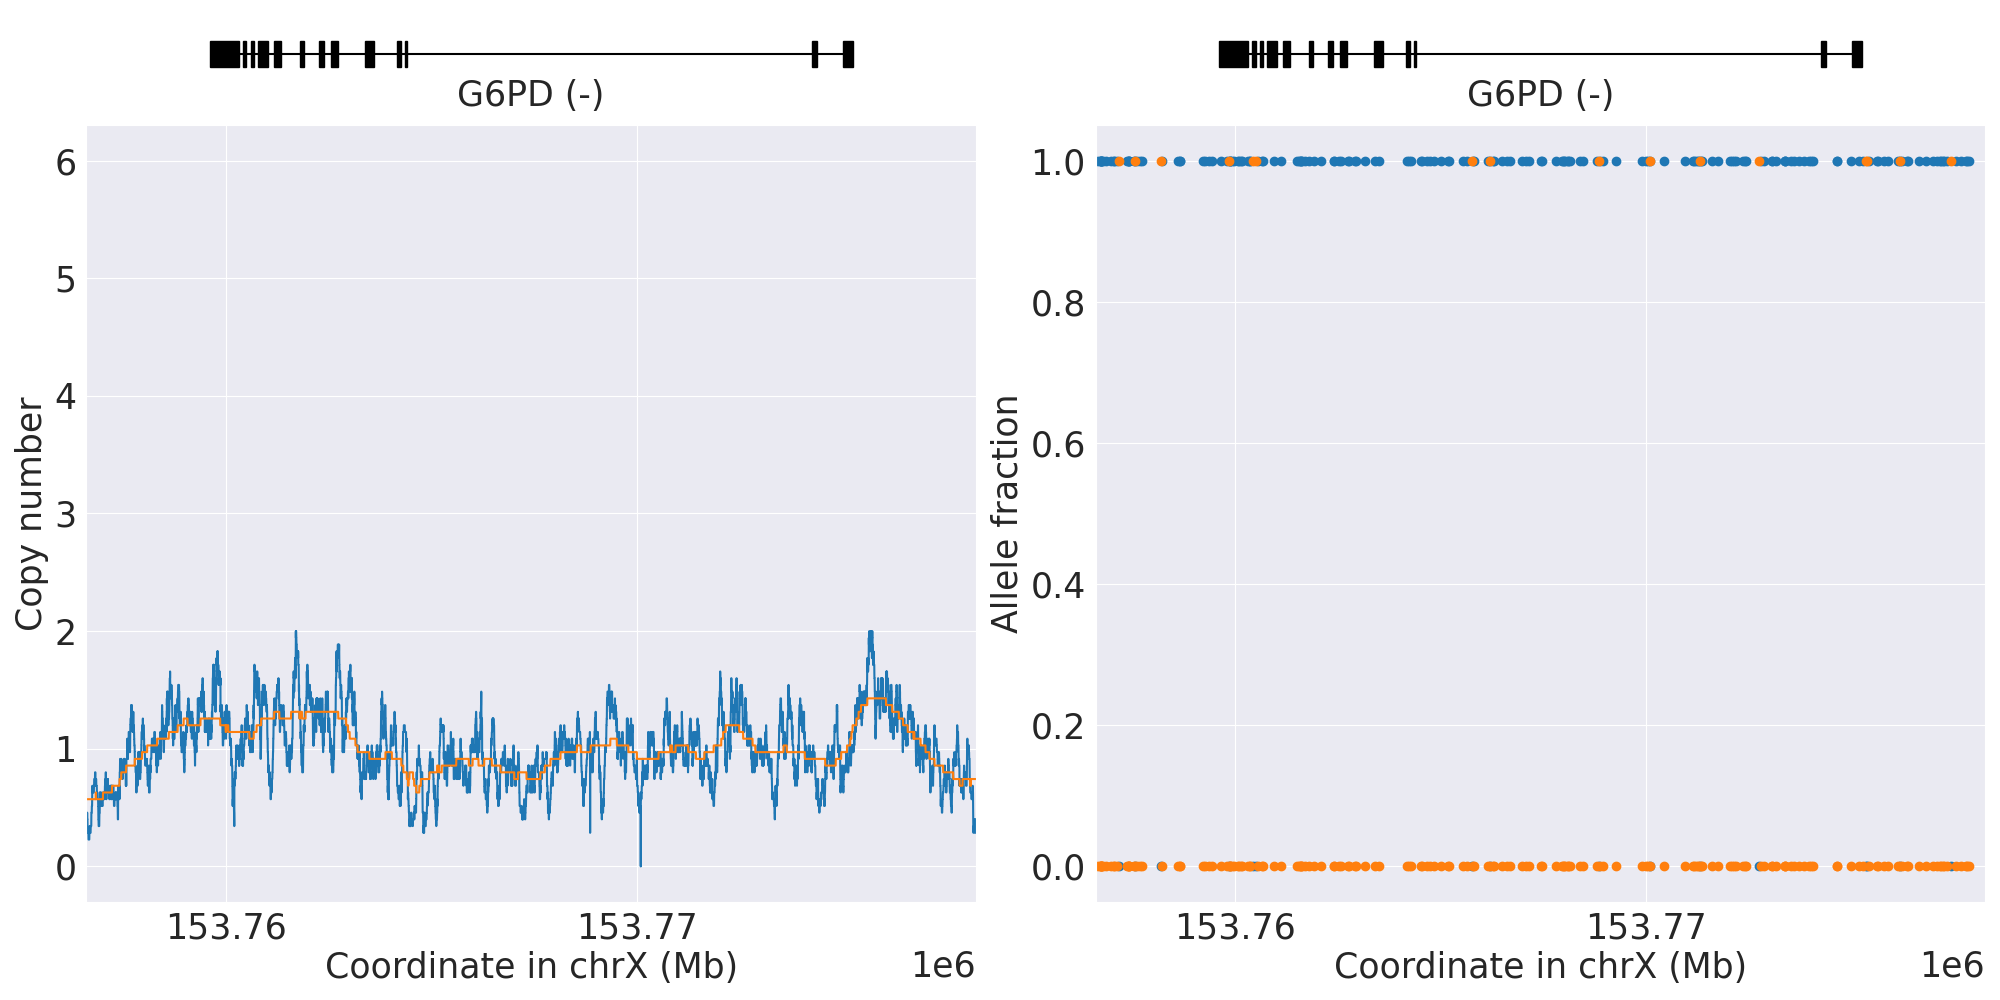 G6PD (-)
6
5
4
3
2
1
0
Copy number
153.76
153.77
Coordinate in chrX (Mb)
1e6
G6PD (-)
1.0
0.8
0.6
0.4
0.2
0.0
Allele fraction
153.76
153.77
Coordinate in chrX (Mb)
1e6